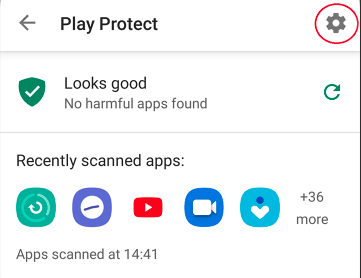 Play Protect
Looks good
No harmful apps found
Recently scanned apps:
+36
more
Apps scanned at 14:41